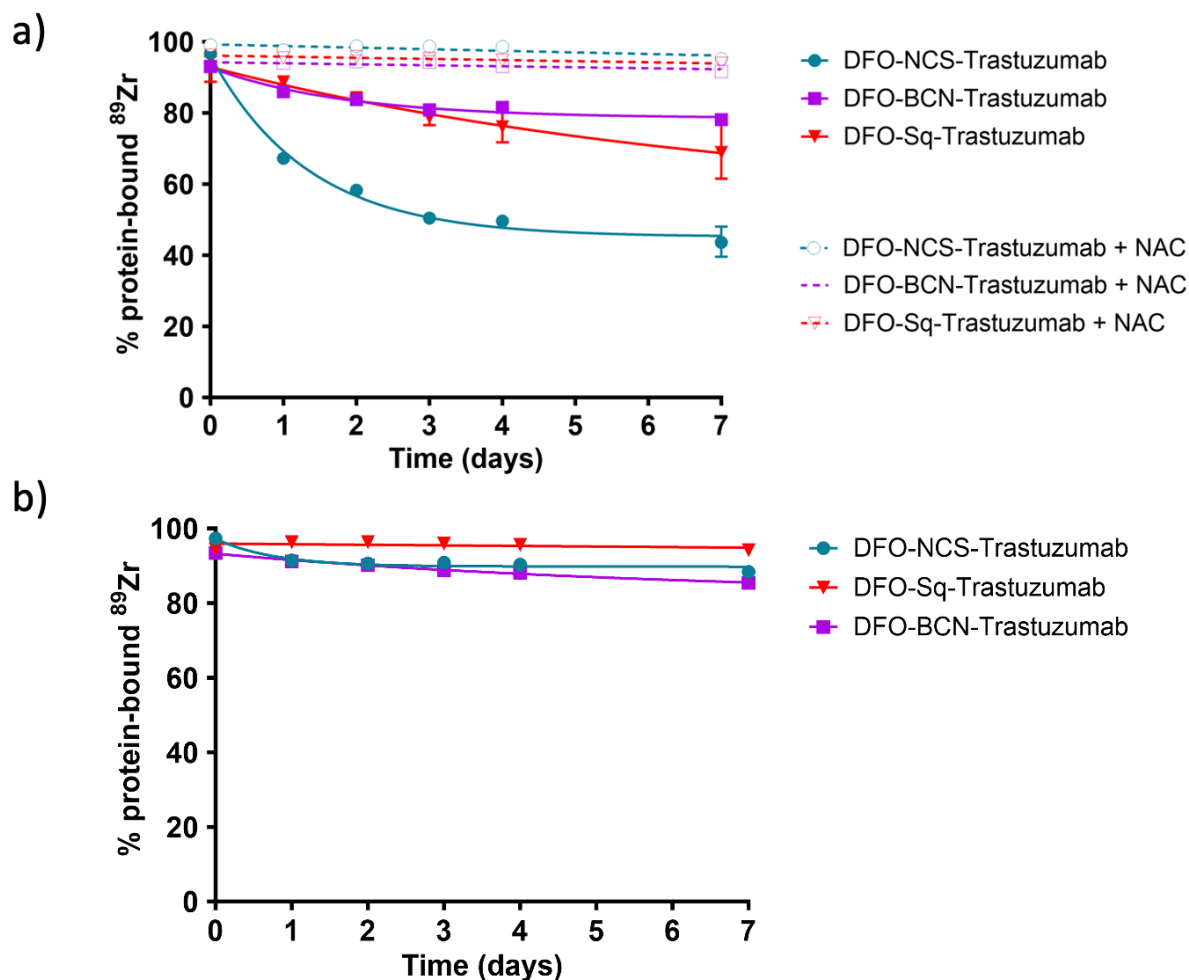 a)
% protein-bound ⁸⁹Zr
100
80
60
40
20
0
0 1 2 3 4 5 6 7
Time (days)
DFO-NCS-Trastuzumab
DFO-BCN-Trastuzumab
DFO-Sq-Trastuzumab
DFO-NCS-Trastuzumab + NAC
DFO-BCN-Trastuzumab + NAC
DFO-Sq-Trastuzumab + NAC
b)
% protein-bound ⁸⁹Zr
100
80
60
40
20
0
0 1 2 3 4 5 6 7
Time (days)
DFO-NCS-Trastuzumab
DFO-Sq-Trastuzumab
DFO-BCN-Trastuzumab